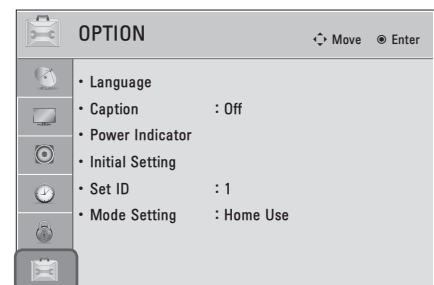 OPTION Move Enter
• Language
• Caption : Off
• Power Indicator
• Initial Setting
• Set ID : 1
• Mode Setting : Home Use